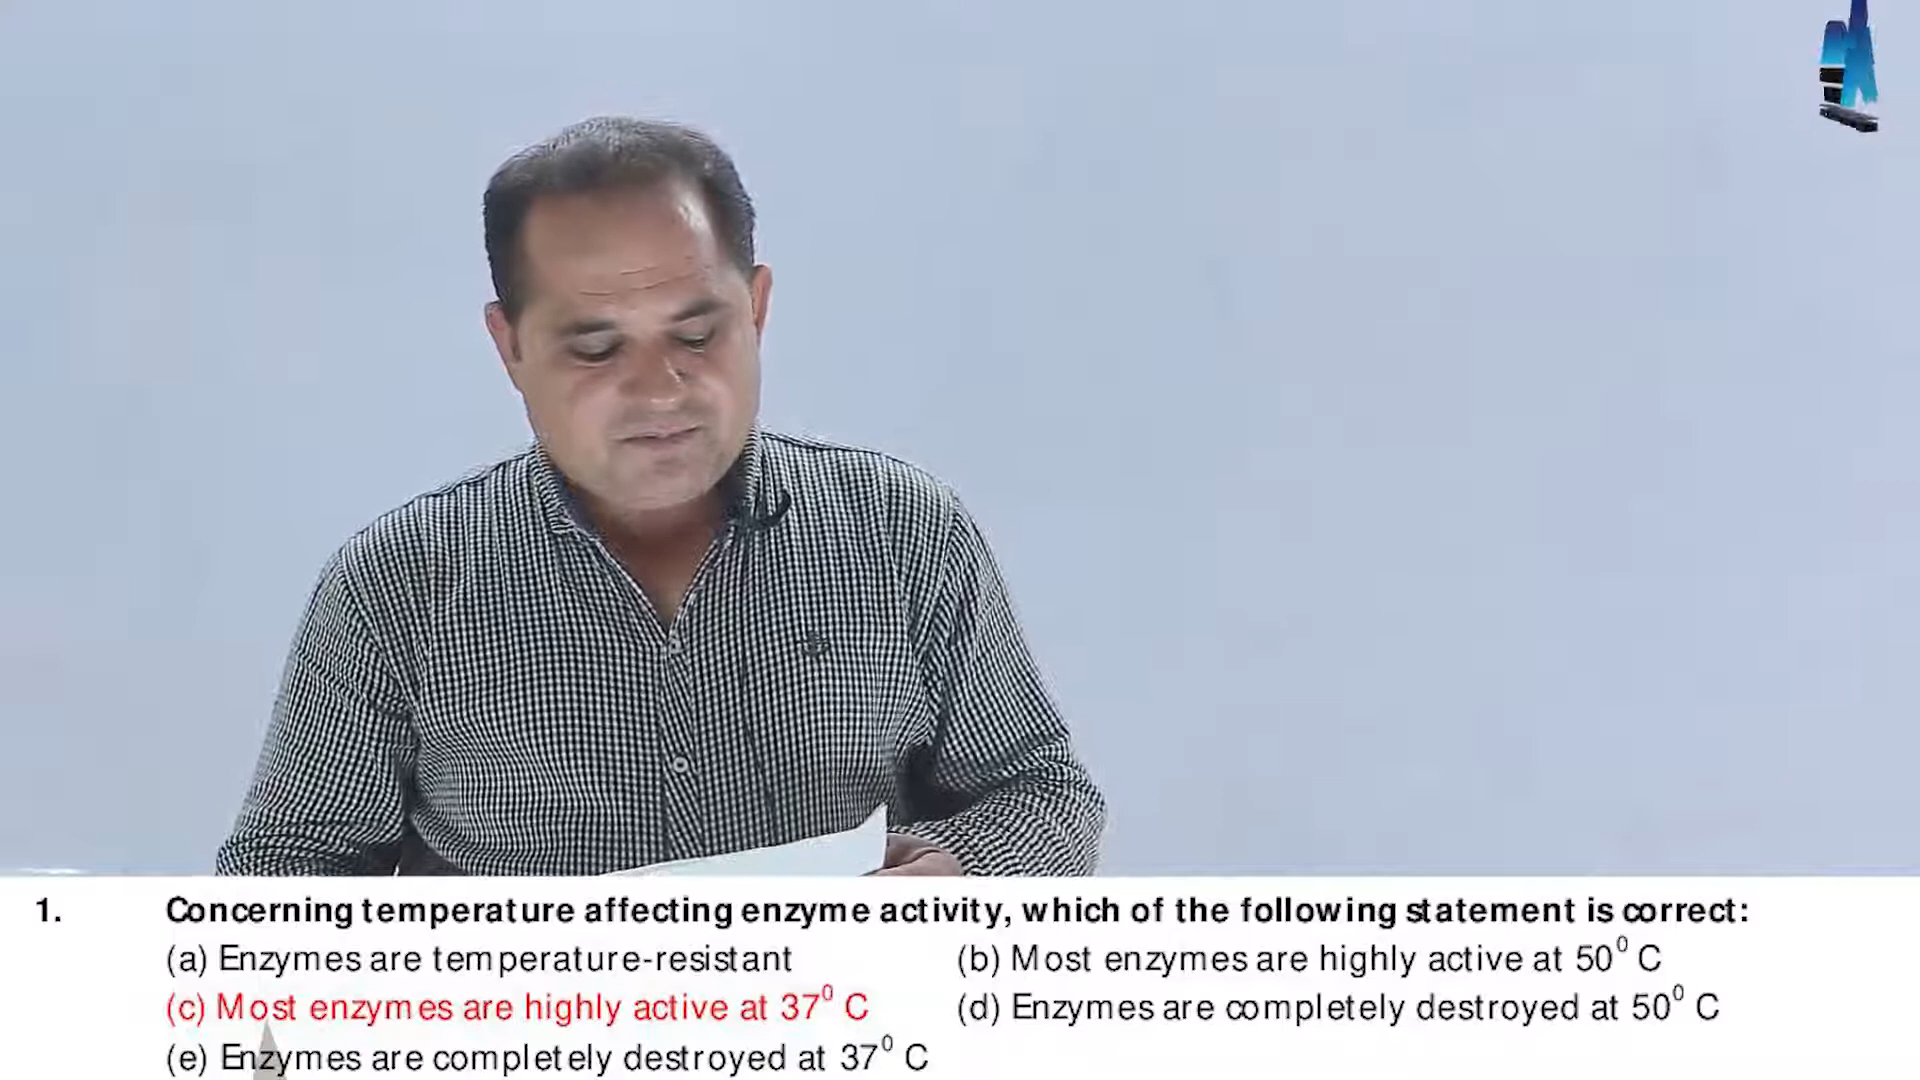 1. Concerning temperature affecting enzyme activity, which of the following statement is correct:
(a) Enzymes are temperature-resistant (b) Most enzymes are highly active at 50⁰ C
(c) Most enzymes are highly active at 37⁰ C (d) Enzymes are completely destroyed at 50⁰ C
(e) Enzymes are completely destroyed at 37⁰ C